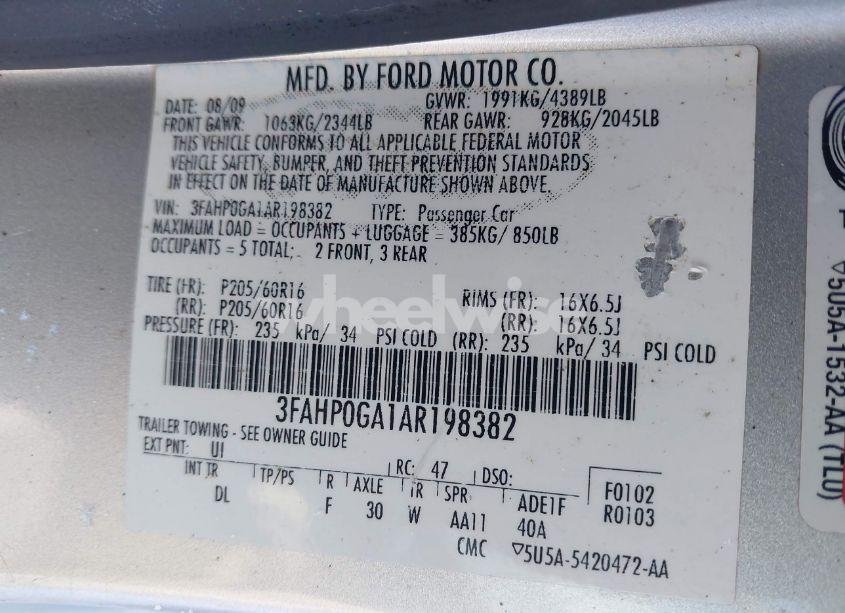 MFD. BY FORD MOTOR CO.
DATE: 08/09 GVWR: 1991KG/4389LB
FRONT GAWR: 1063KG/2344LB REAR GAWR: 928KG/2045LB
THIS VEHICLE CONFORMS TO ALL APPLICABLE FEDERAL MOTOR
VEHICLE SAFETY, BUMPER, AND THEFT PREVENTION STANDARDS
IN EFFECT ON THE DATE OF MANUFACTURE SHOWN ABOVE.
VIN: 3FAHP0GA1AR198382 TYPE: Passenger Car
MAXIMUM LOAD = OCCUPANTS + LUGGAGE = 385KG/ 850LB
OCCUPANTS = 5 TOTAL; 2 FRONT, 3 REAR
TIRE (FR): P205/60R16 RIMS (FR): 16X6.5J
(RR): P205/60R16 (RR): 16X6.5J
PRESSURE (FR): 235 kPa/ 34 PSI COLD (RR): 235 kPa/ 34 PSI COLD
wheelwise
3FAHP0GA1AR198382
TRAILER TOWING - SEE OWNER GUIDE
EXT PNT: UI RC: 47 DSO:
INT TR TP/PS R AXLE TR SPR ADE1F F0102
DL F 30 W AA11 40A R0103
CMC ▽5U5A-5420472-AA
▽5U5A-1532-AA (TLU)